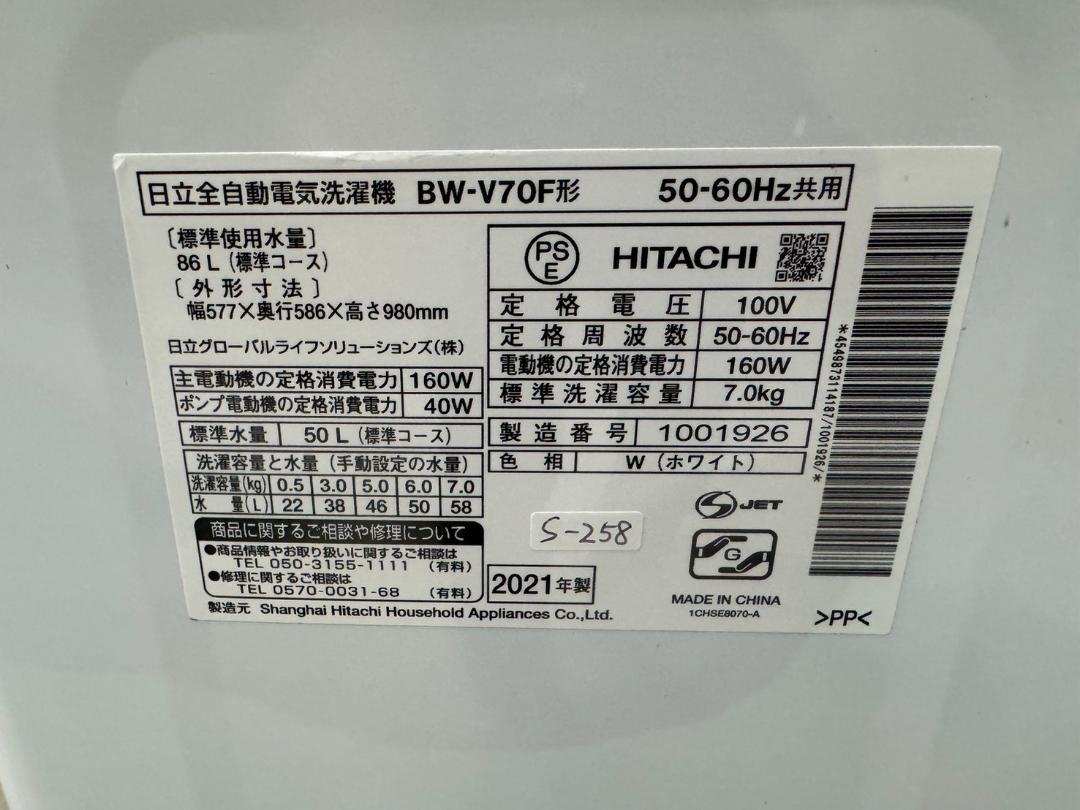 日立全自動電気洗濯機 BW-V70F形 50-60Hz共用
〔標準使用水量〕
86 L (標準コース)
〔外形寸法〕
幅577×奥行586×高さ980mm
日立グローバルライフソリューションズ(株)
主電動機の定格消費電力 160W
ポンプ電動機の定格消費電力 40W
標準水量 50 L (標準コース)
洗濯容量と水量 (手動設定の水量)
洗濯容量(kg) 0.5 3.0 5.0 6.0 7.0
水量(L) 22 38 46 50 58
商品に関するご相談や修理について
●商品情報やお取り扱いに関するご相談は
TEL 050-3155-1111 (有料)
●修理に関するご相談は
TEL 0570-0031-68 (有料)
製造元 Shanghai Hitachi Household Appliances Co.,Ltd.
PS
E
HITACHI
定格電圧 100V
定格周波数 50-60Hz
電動機の定格消費電力 160W
標準洗濯容量 7.0kg
製造番号 1001926
色相 W (ホワイト)
S-258
2021年製
S JET
G
MADE IN CHINA
1CHSE8070-A
>PP<
*4549873114187/1001926/*